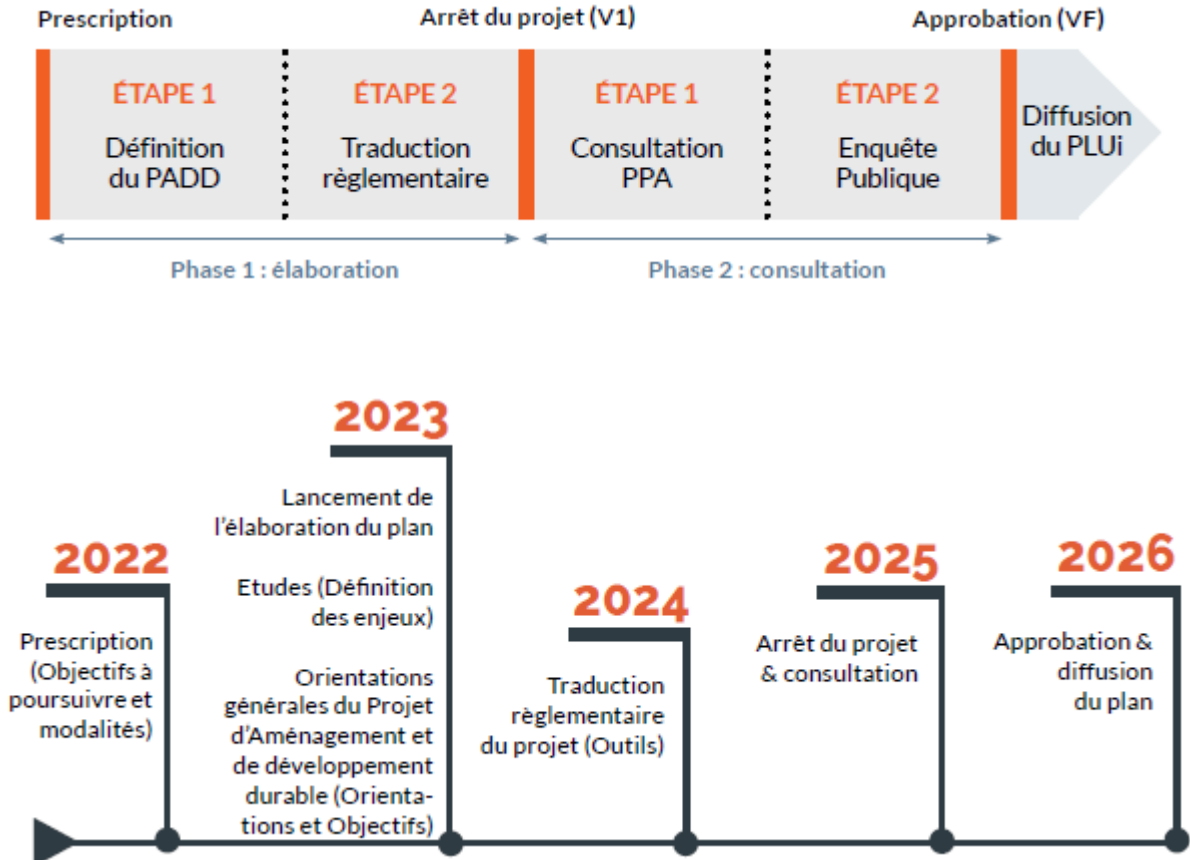 Prescription
Arrêt du projet (V1)
Approbation (VF)
ÉTAPE 1
Définition
du PADD
ÉTAPE 2
Traduction
règlementaire
ÉTAPE 1
Consultation
PPA
ÉTAPE 2
Enquête
Publique
Diffusion
du PLUi
Phase 1 : élaboration
Phase 2 : consultation
2022
Prescription
(Objectifs à
poursuivre et
modalités)
2023
Lancement de
l'élaboration du plan
Etudes (Définition
des enjeux)
Orientations
générales du Projet
d'Aménagement et
de développement
durable (Orienta-
tions et Objectifs)
2024
Traduction
règlementaire
du projet (Outils)
2025
Arrêt du projet
& consultation
2026
Approbation &
diffusion
du plan